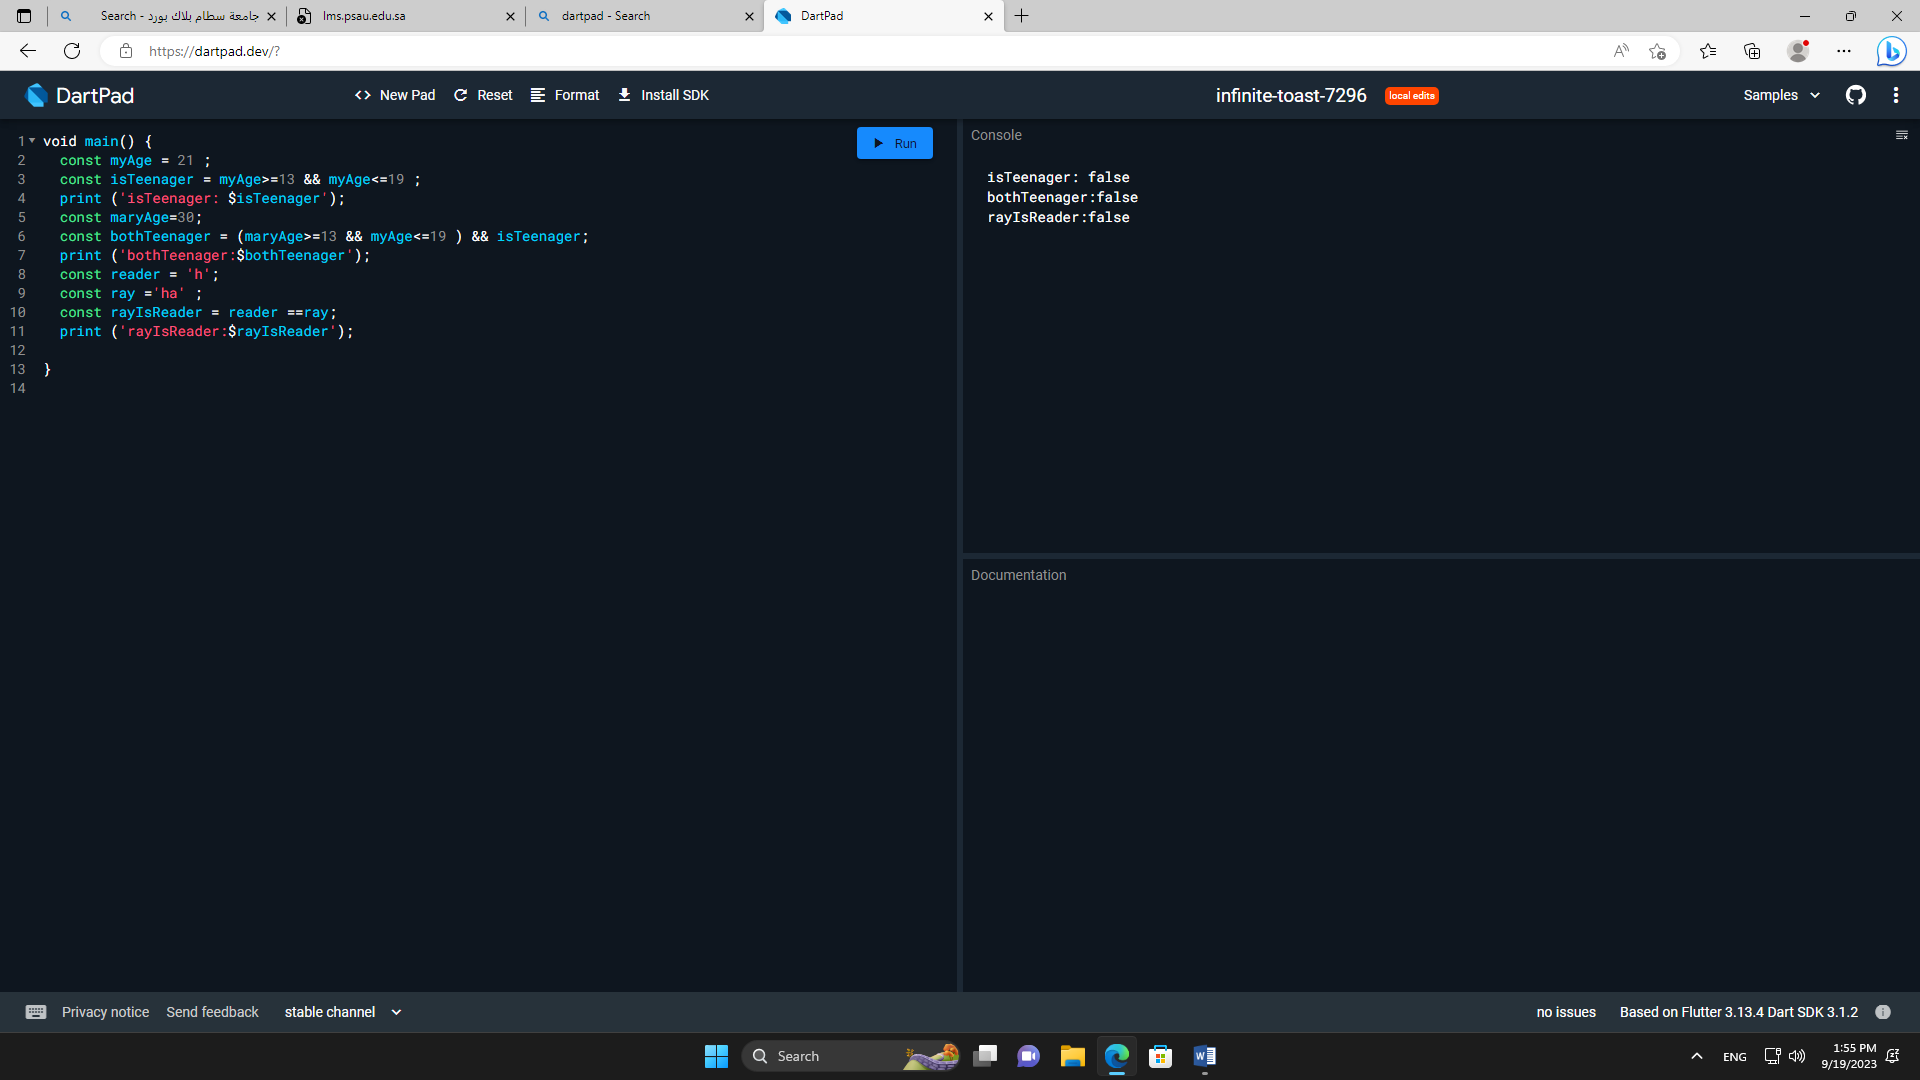 Search - جامعة سطام بلاك بورد
lms.psau.edu.sa
dartpad - Search
DartPad
https://dartpad.dev/?
DartPad
New Pad
Reset
Format
Install SDK
infinite-toast-7296
local edits
Samples
1 void main() {
2 const myAge = 21 ;
3 const isTeenager = myAge>=13 && myAge<=19 ;
4 print ('isTeenager: $isTeenager');
5 const maryAge=30;
6 const bothTeenager = (maryAge>=13 && myAge<=19 ) && isTeenager;
7 print ('bothTeenager:$bothTeenager');
8 const reader = 'h';
9 const ray ='ha' ;
10 const rayIsReader = reader ==ray;
11 print ('rayIsReader:$rayIsReader');
12
13 }
14
Run
Console
isTeenager: false
bothTeenager:false
rayIsReader:false
Documentation
Privacy notice
Send feedback
stable channel
no issues
Based on Flutter 3.13.4 Dart SDK 3.1.2
Search
ENG
1:55 PM
9/19/2023